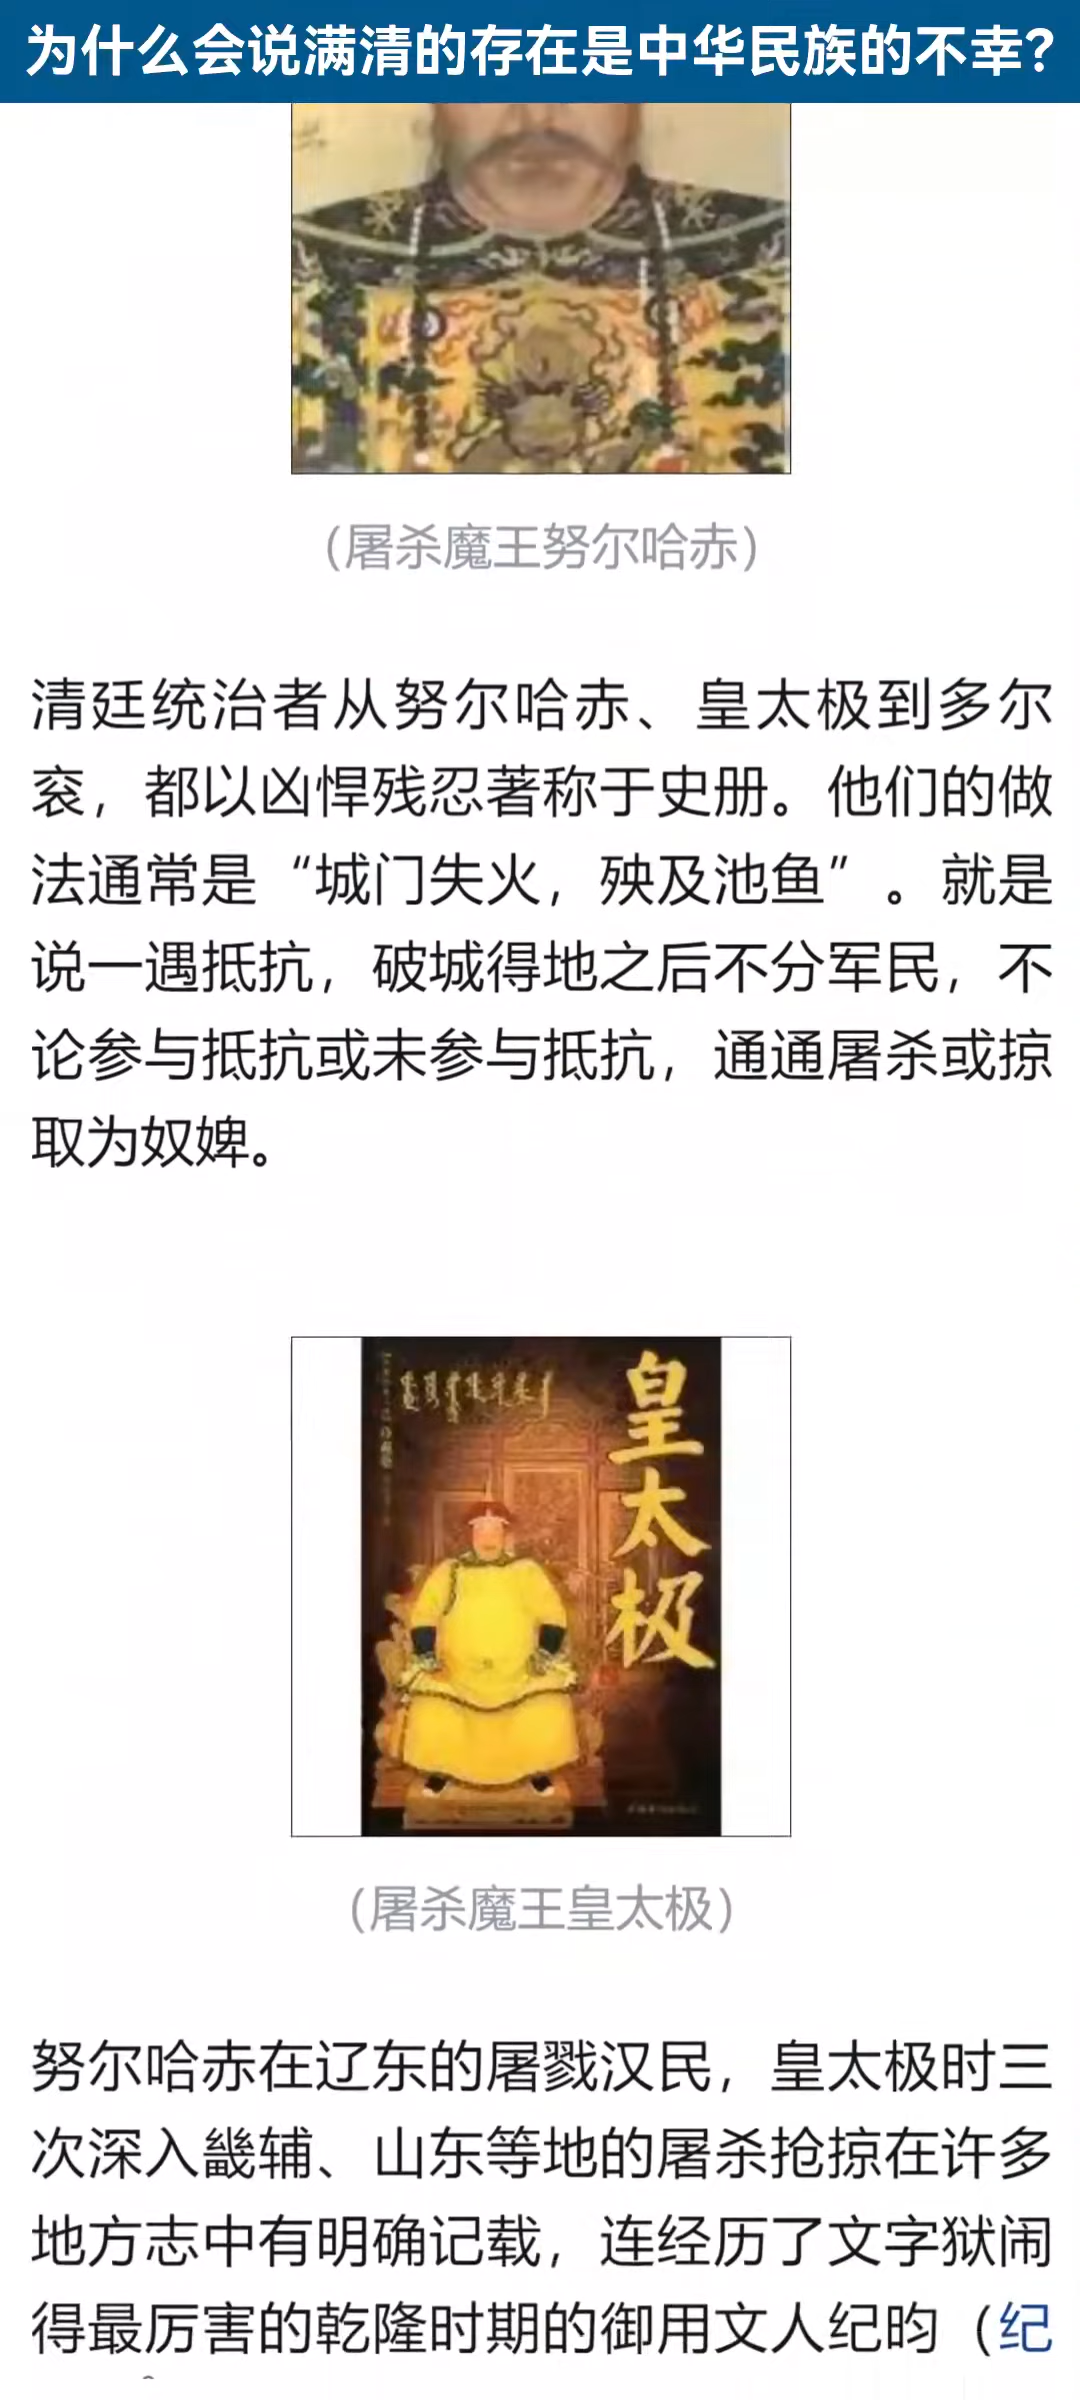 为什么会说满清的存在是中华民族的不幸？
（屠杀魔王努尔哈赤）
清廷统治者从努尔哈赤、皇太极到多尔
衮，都以凶悍残忍著称于史册。他们的做
法通常是“城门失火，殃及池鱼”。就是
说一遇抵抗，破城得地之后不分军民，不
论参与抵抗或未参与抵抗，通通屠杀或掠
取为奴婢。
皇太极
（屠杀魔王皇太极）
努尔哈赤在辽东的屠戮汉民，皇太极时三
次深入畿辅、山东等地的屠杀抢掠在许多
地方志中有明确记载，连经历了文字狱闹
得最厉害的乾隆时期的御用文人纪昀（纪